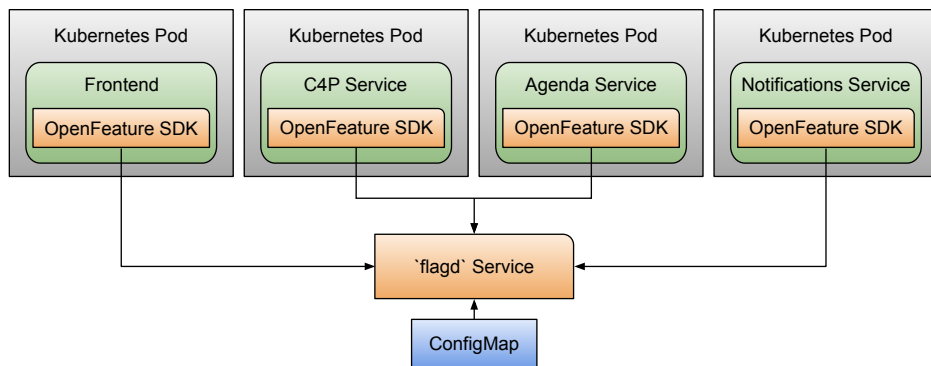 Kubernetes Pod
Frontend
OpenFeature SDK
Kubernetes Pod
C4P Service
OpenFeature SDK
Kubernetes Pod
Agenda Service
OpenFeature SDK
Kubernetes Pod
Notifications Service
OpenFeature SDK
`flagd` Service
ConfigMap